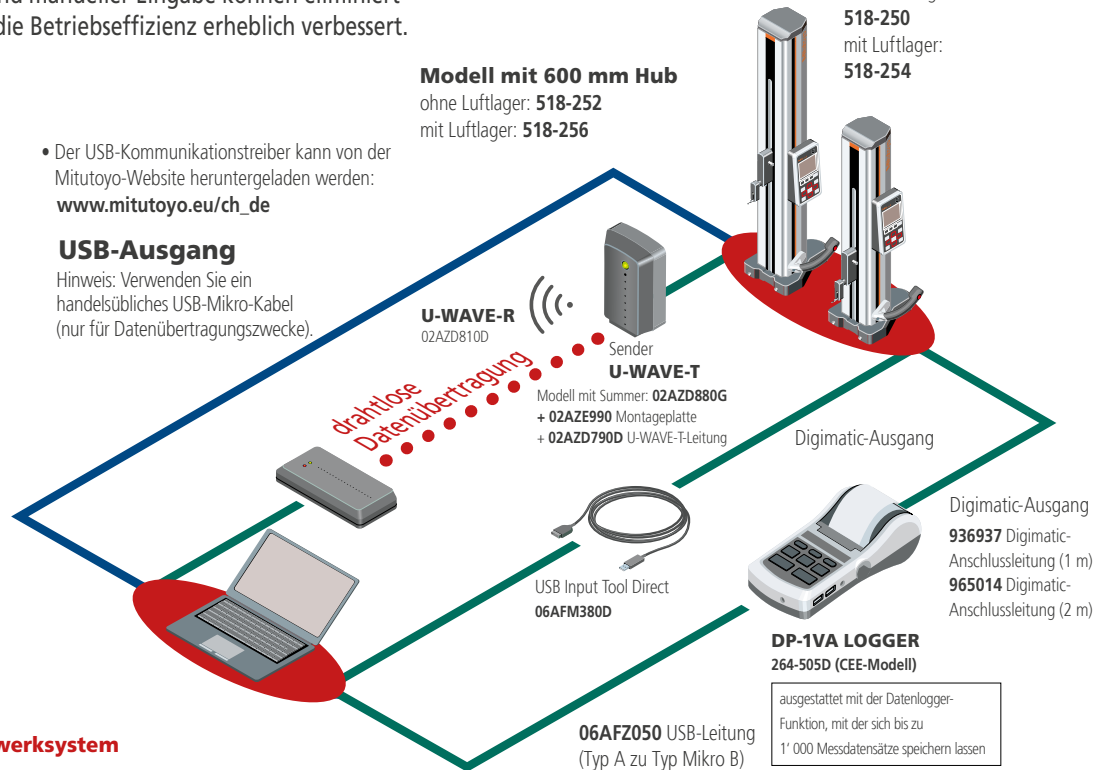 manueller Eingabe können eliminiert
die Betriebseffizienz erheblich verbessert.
518-250
mit Luftlager:
518-254
Modell mit 600 mm Hub
ohne Luftlager: 518-252
mit Luftlager: 518-256
• Der USB-Kommunikationstreiber kann von der
Mitutoyo-Website heruntergeladen werden:
www.mitutoyo.eu/ch_de
USB-Ausgang
Hinweis: Verwenden Sie ein
handelsübliches USB-Mikro-Kabel
(nur für Datenübertragungszwecke).
U-WAVE-R
02AZD810D
drahtlose
Datenübertragung
Sender
U-WAVE-T
Modell mit Summer: 02AZD880G
+ 02AZE990 Montageplatte
+ 02AZD790D U-WAVE-T-Leitung
Digimatic-Ausgang
USB Input Tool Direct
06AFM380D
Digimatic-Ausgang
936937 Digimatic-
Anschlussleitung (1 m)
965014 Digimatic-
Anschlussleitung (2 m)
DP-1VA LOGGER
264-505D (CEE-Modell)
ausgestattet mit der Datenlogger-
Funktion, mit der sich bis zu
1' 000 Messdatensätze speichern lassen
06AFZ050 USB-Leitung
(Typ A zu Typ Mikro B)
werksystem